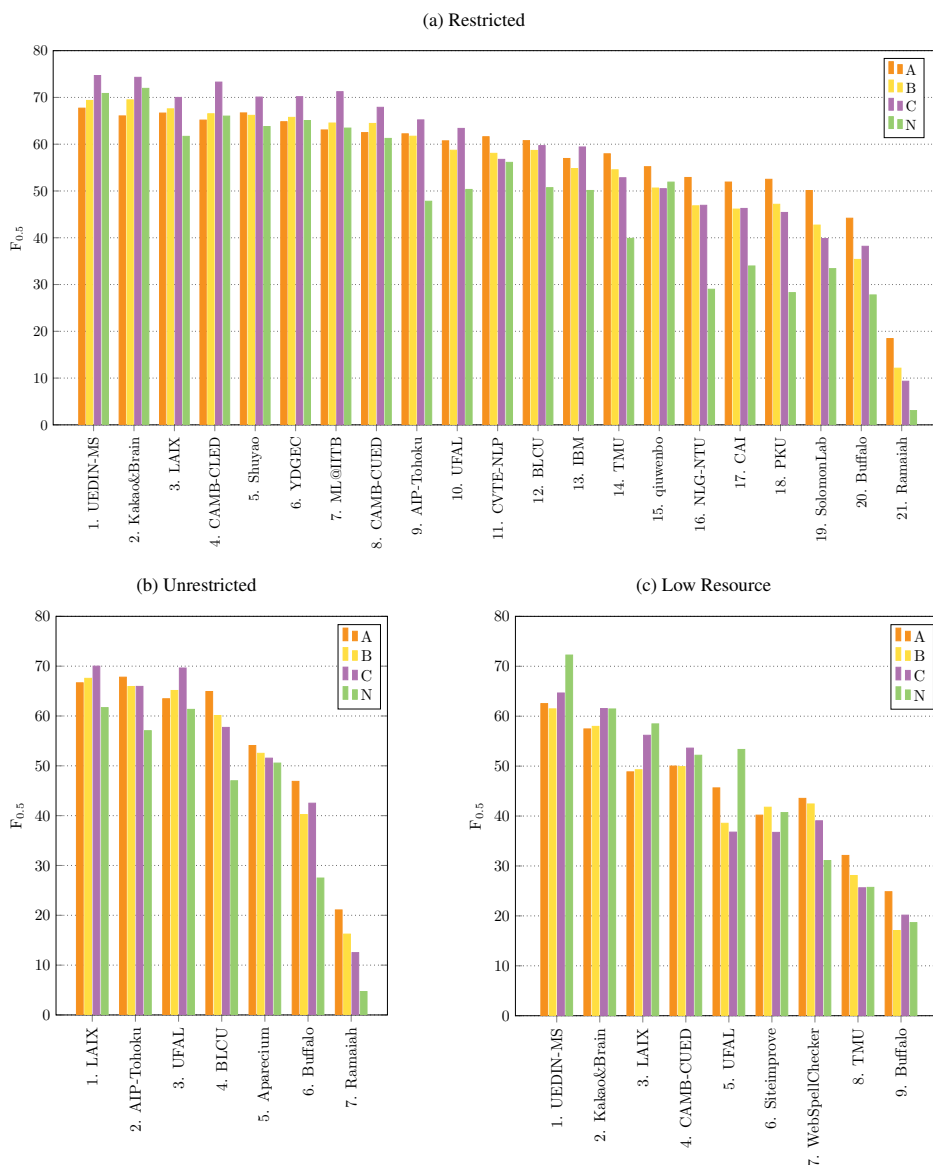 (a) Restricted
80
70
60
50
40
30
20
10
0
F0.5
A
B
C
N
1. UEDIN-MS
2. Kakao&Brain
3. LAIX
4. CAMB-CLED
5. Shuyao
6. YDGEC
7. ML@IITB
8. CAMB-CUED
9. AIP-Tohoku
10. UFAL
11. CVTE-NLP
12. BLCU
13. IBM
14. TMU
15. qiuwenbo
16. NLG-NTU
17. CAI
18. PKU
19. SolomonLab
20. Buffalo
21. Ramaiah
(b) Unrestricted
80
70
60
50
40
30
20
10
0
F0.5
A
B
C
N
1. LAIX
2. AIP-Tohoku
3. UFAL
4. BLCU
5. Aparecium
6. Buffalo
7. Ramaiah
(c) Low Resource
80
70
60
50
40
30
20
10
0
F0.5
A
B
C
N
1. UEDIN-MS
2. Kakao&Brain
3. LAIX
4. CAMB-CUED
5. UFAL
6. Siteimprove
7. WebSpellChecker
8. TMU
9. Buffalo